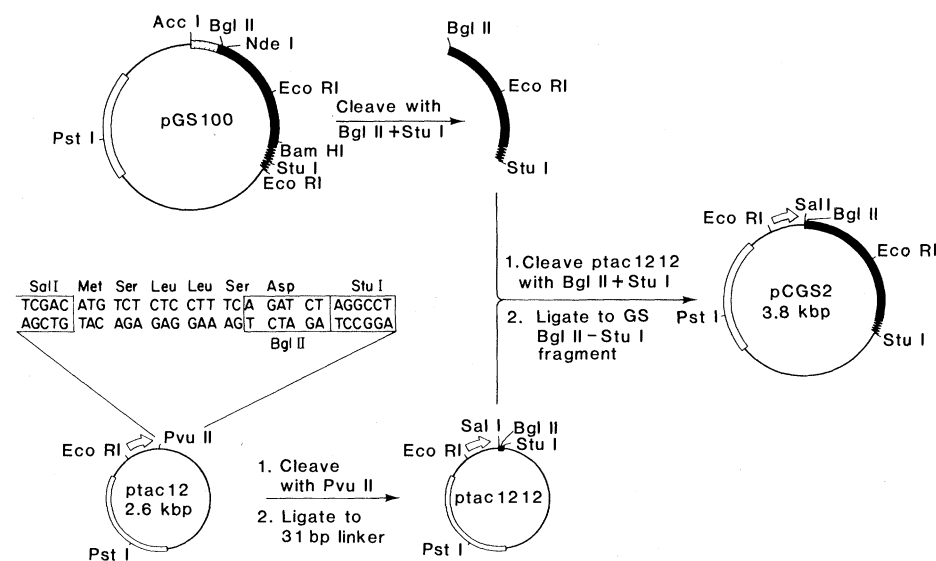 Acc I
Bgl II
Nde I
Eco RI
pGS100
Pst I
Bam HI
Stu I
Eco RI
Cleave with
Bgl II+Stu I
Bgl II
Eco RI
Stu I
Sal I Met Ser Leu Leu Ser Asp Stu I
TCGAC ATG TCT CTC CTT TCA GAT CT AGGCCT
AGCTG TAC AGA GAG GAA AGT CTA GA TCCGGA
Bgl II
1.Cleave ptac1212
with Bgl II+Stu I
2. Ligate to GS
Bgl II–Stu I
fragment
Eco RI
SalI
Bgl II
Eco RI
pCGS2
3.8 kbp
Pst I
Stu I
Eco RI
Pvu II
ptac12
2.6 kbp
Pst I
1. Cleave
with Pvu II
2. Ligate to
31bp linker
Sal I
Bgl II
Stu I
Eco RI
ptac1212
Pst I